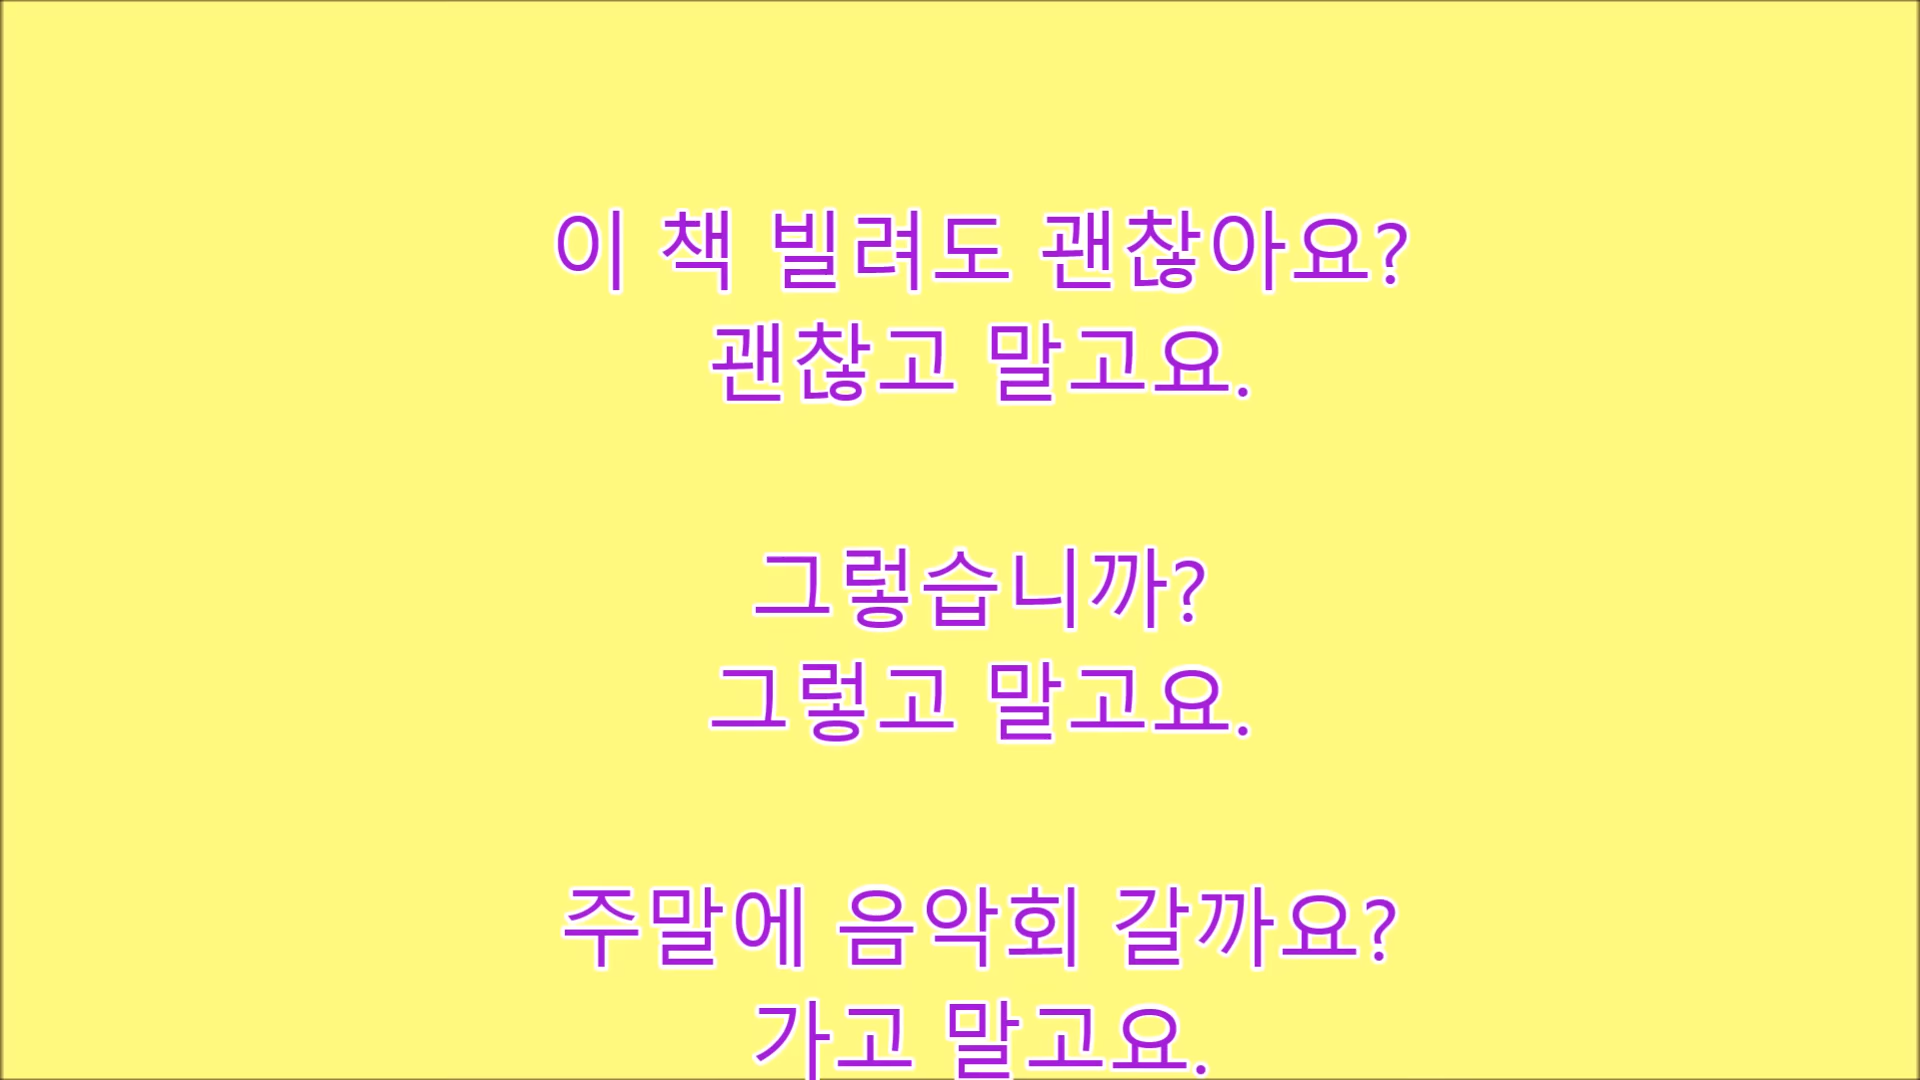 이 책 빌려도 괜찮아요?
괜찮고 말고요.
그렇습니까?
그렇고 말고요.
주말에 음악회 갈까요?
가고 말고요.